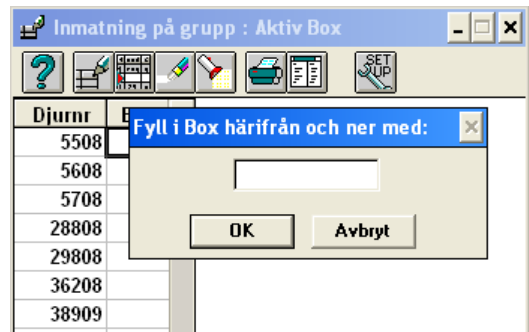 Inmatning på grupp : Aktiv Box
SET
UP
Djurnr
5508
5608
5708
28808
29808
36208
38909
Fyll i Box härifrån och ner med:
OK
Avbryt